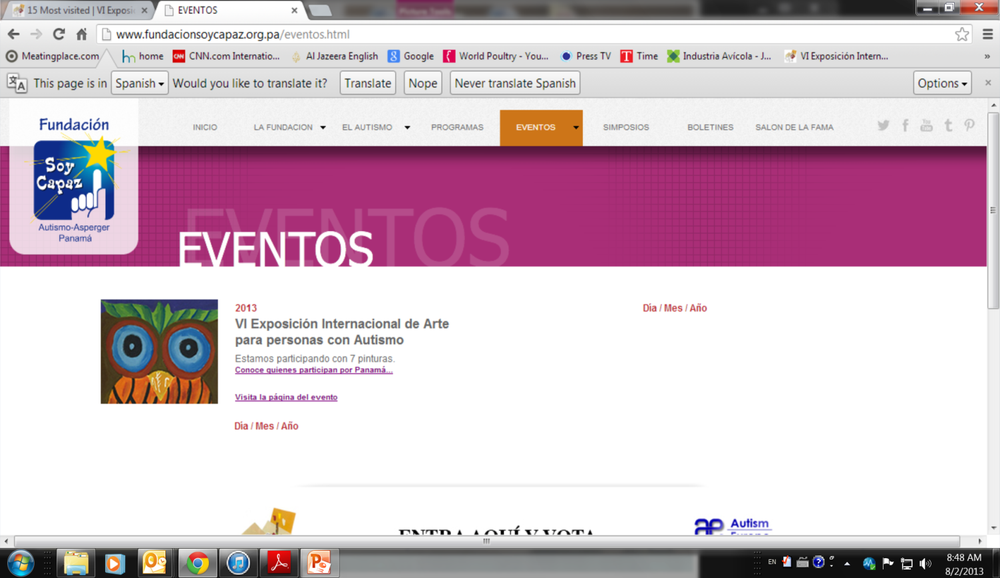 15 Most visited | VI Exposi
EVENTOS
www.fundacionsoycapaz.org.pa/eventos.html
Meatingplace.com
home
CNN.com Internatio...
Al Jazeera English
Google
World Poultry - You...
Press TV
Time
Industria Avícola - J...
VI Exposición Intern...
This page is in Spanish Would you like to translate it? Translate Nope Never translate Spanish Options
Fundación
Soy
Capaz
Autismo-Asperger
Panamá
INICIO LA FUNDACION EL AUTISMO PROGRAMAS EVENTOS SIMPOSIOS BOLETINES SALON DE LA FAMA
EVENTOS
EVENTOS
2013
VI Exposición Internacional de Arte
para personas con Autismo
Estamos participando con 7 pinturas.
Conoce quienes participan por Panamá...
Visita la página del evento
Dia / Mes / Año
Dia / Mes / Año
ENTRA AQUÍ Y VOTA
Autism
EN
8:48 AM
8/2/2013